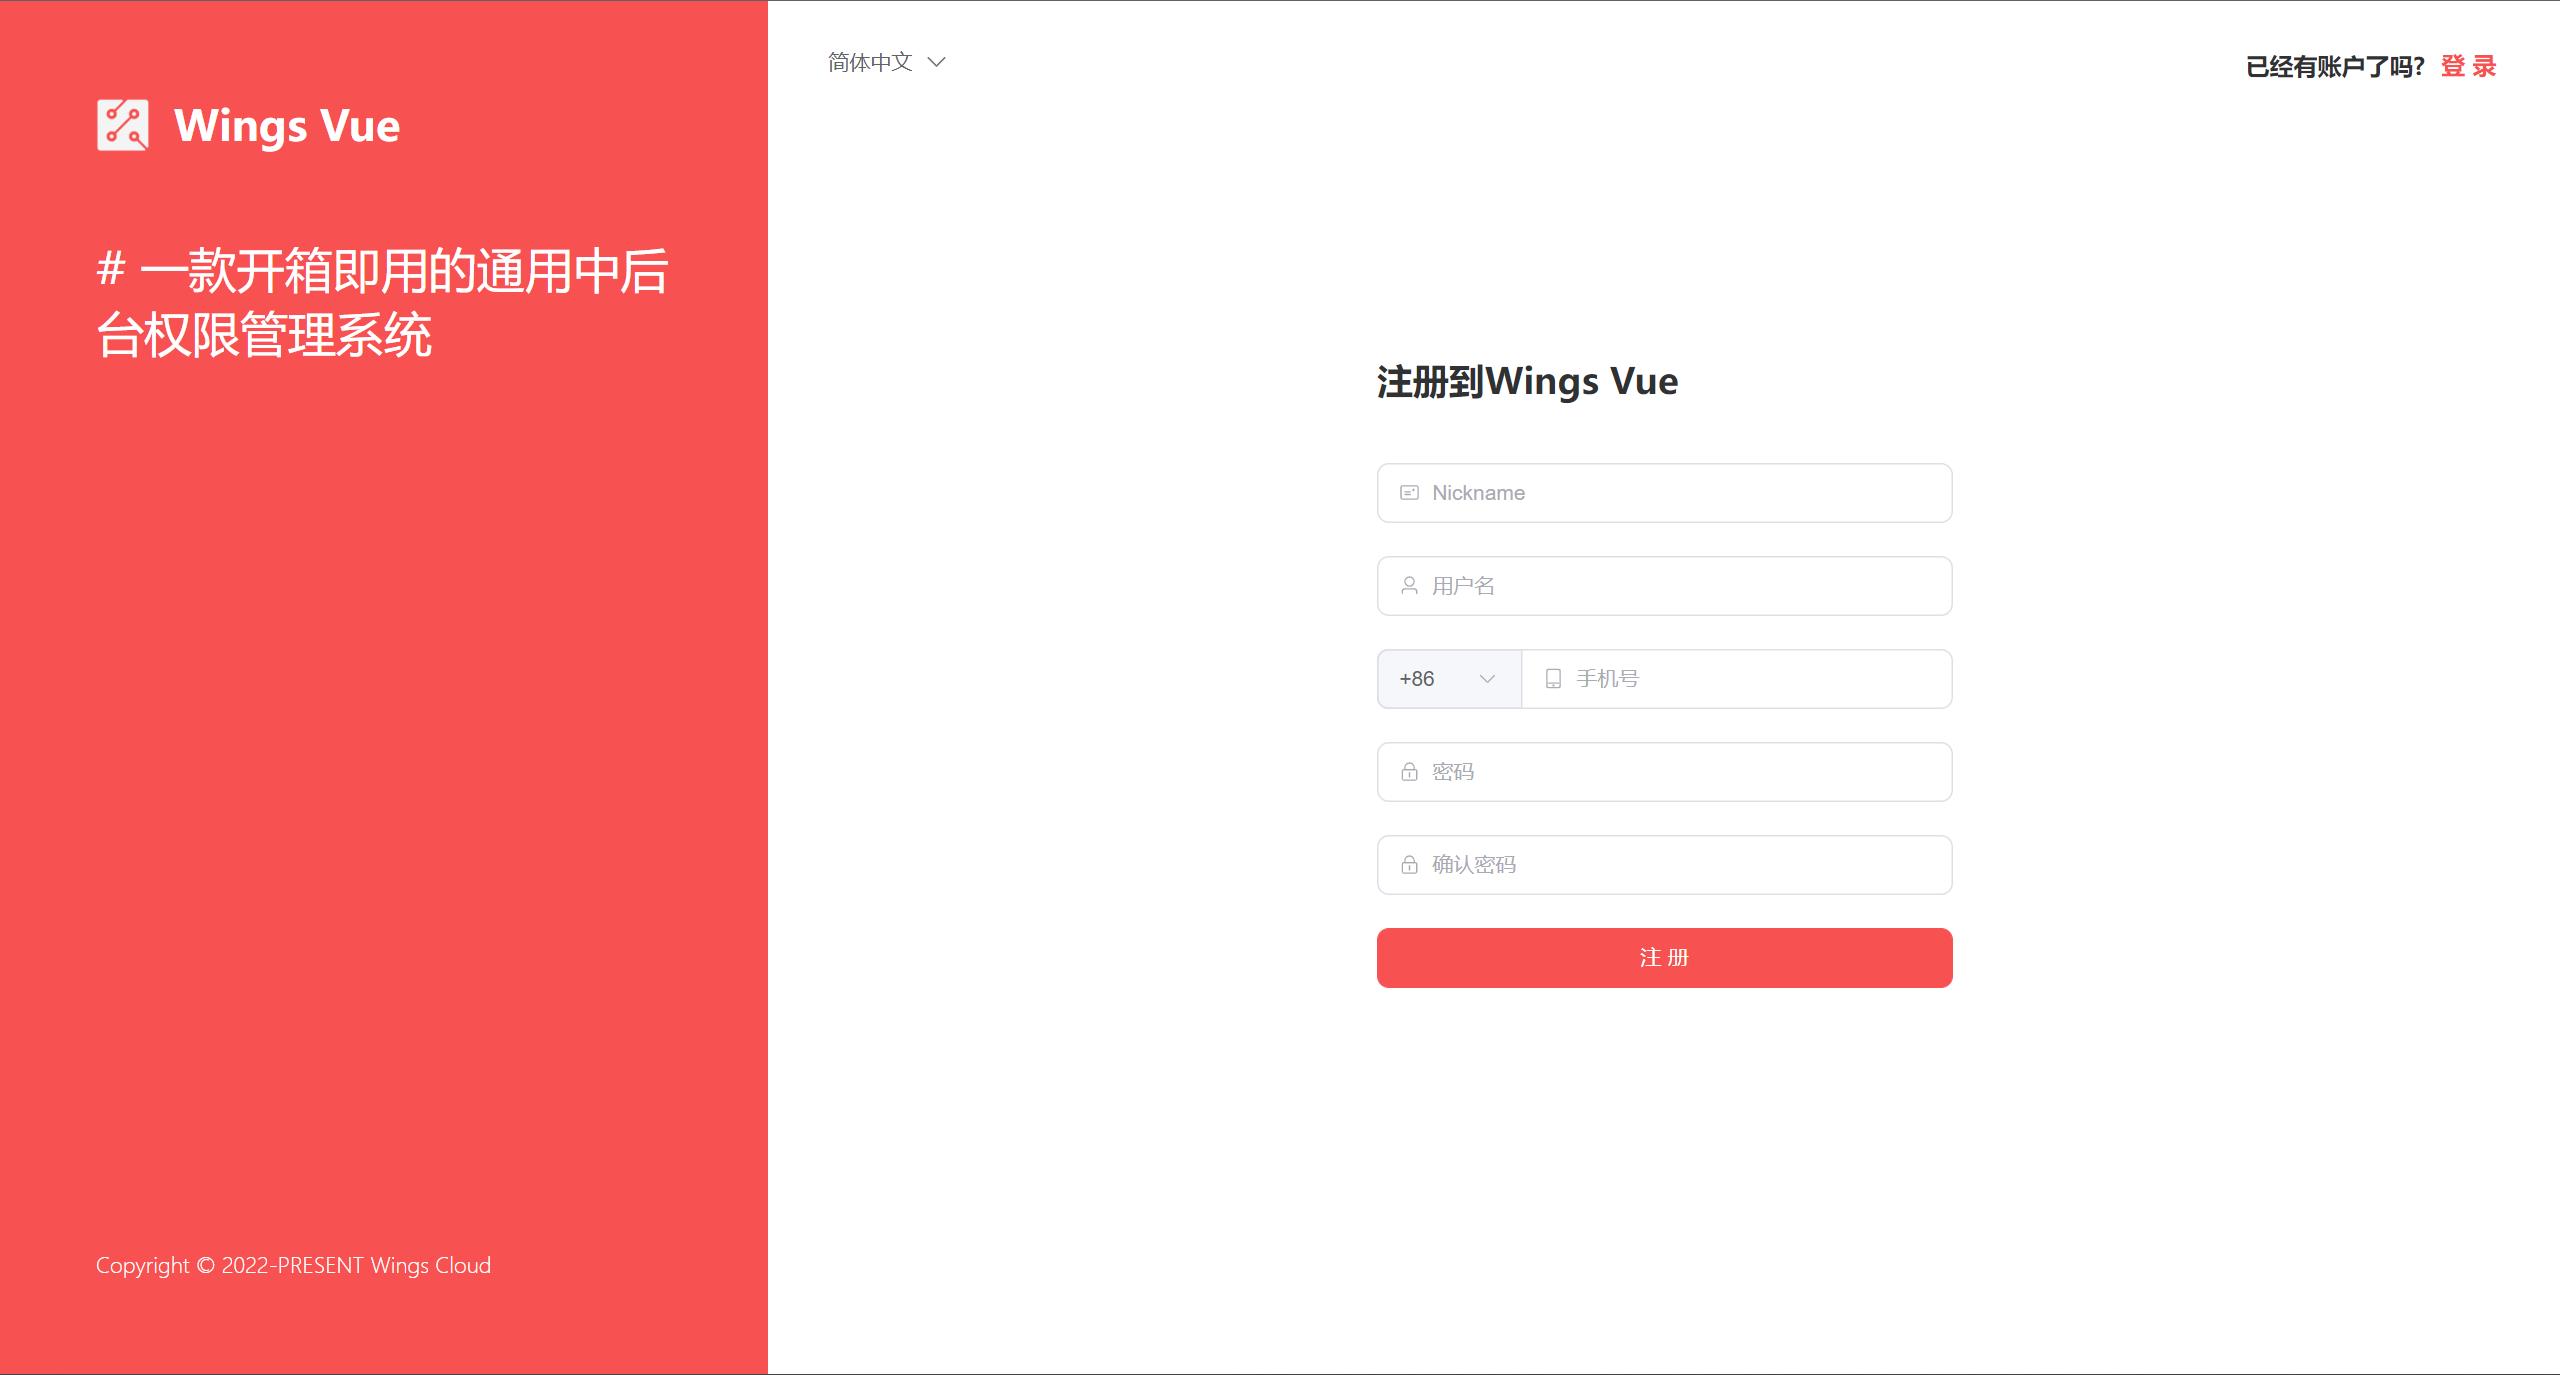 Wings Vue
# 一款开箱即用的通用中后
台权限管理系统
Copyright © 2022-PRESENT Wings Cloud
简体中文
已经有账户了吗? 登 录
注册到Wings Vue
Nickname
用户名
+86 手机号
密码
确认密码
注 册